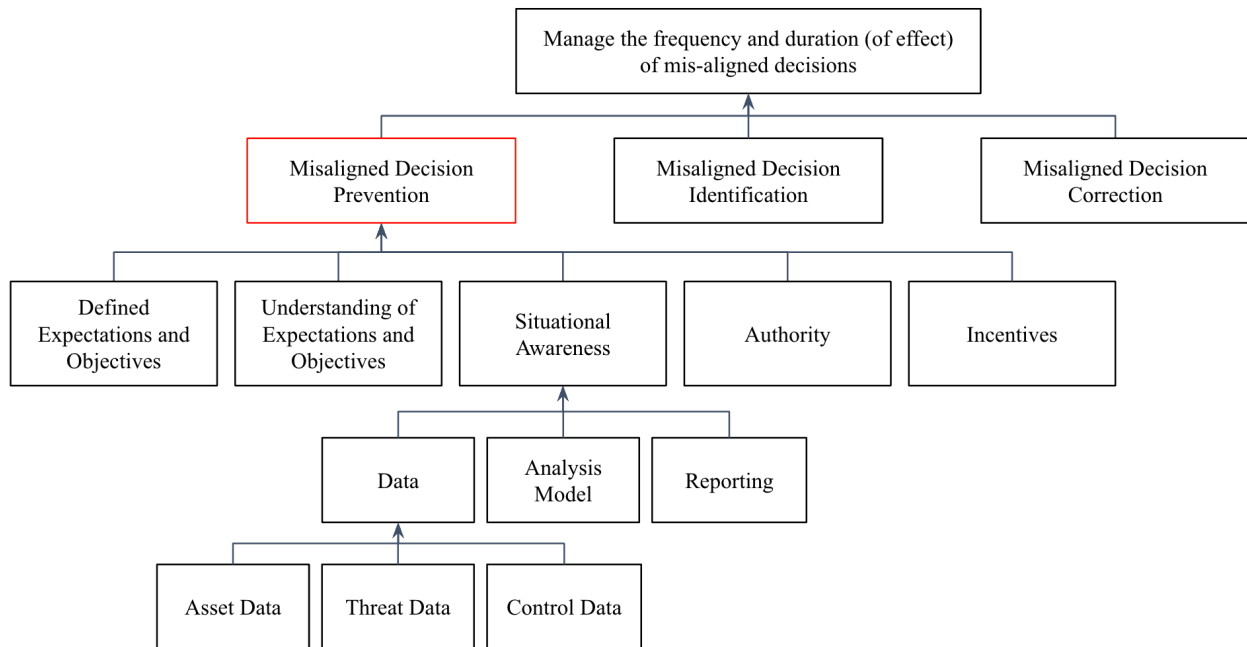 Manage the frequency and duration (of effect)
of mis-aligned decisions
Misaligned Decision
Prevention
Misaligned Decision
Identification
Misaligned Decision
Correction
Defined
Expectations and
Objectives
Understanding of
Expectations and
Objectives
Situational
Awareness
Authority
Incentives
Data
Analysis
Model
Reporting
Asset Data
Threat Data
Control Data